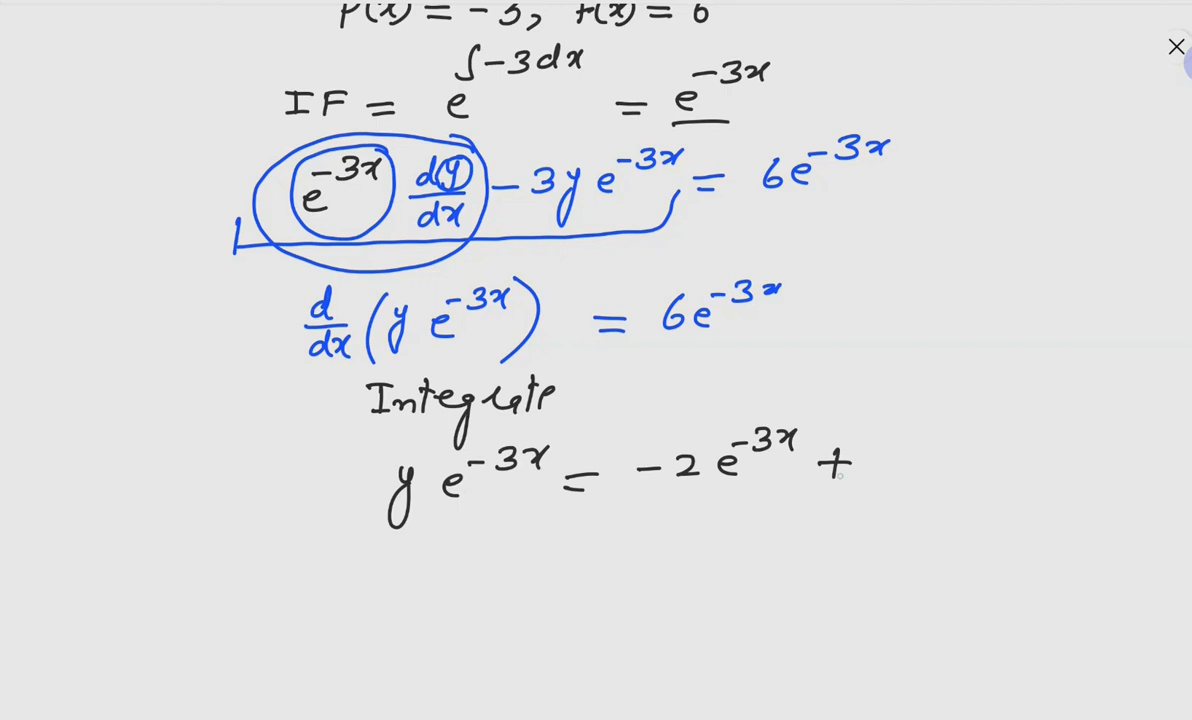 P(x) = -3, f(x) = 6
IF = e^{∫-3dx} = e^{-3x}
e^{-3x} dy/dx - 3y e^{-3x} = 6e^{-3x}
d/dx (y e^{-3x}) = 6e^{-3x}
Integrate
y e^{-3x} = -2 e^{-3x} +